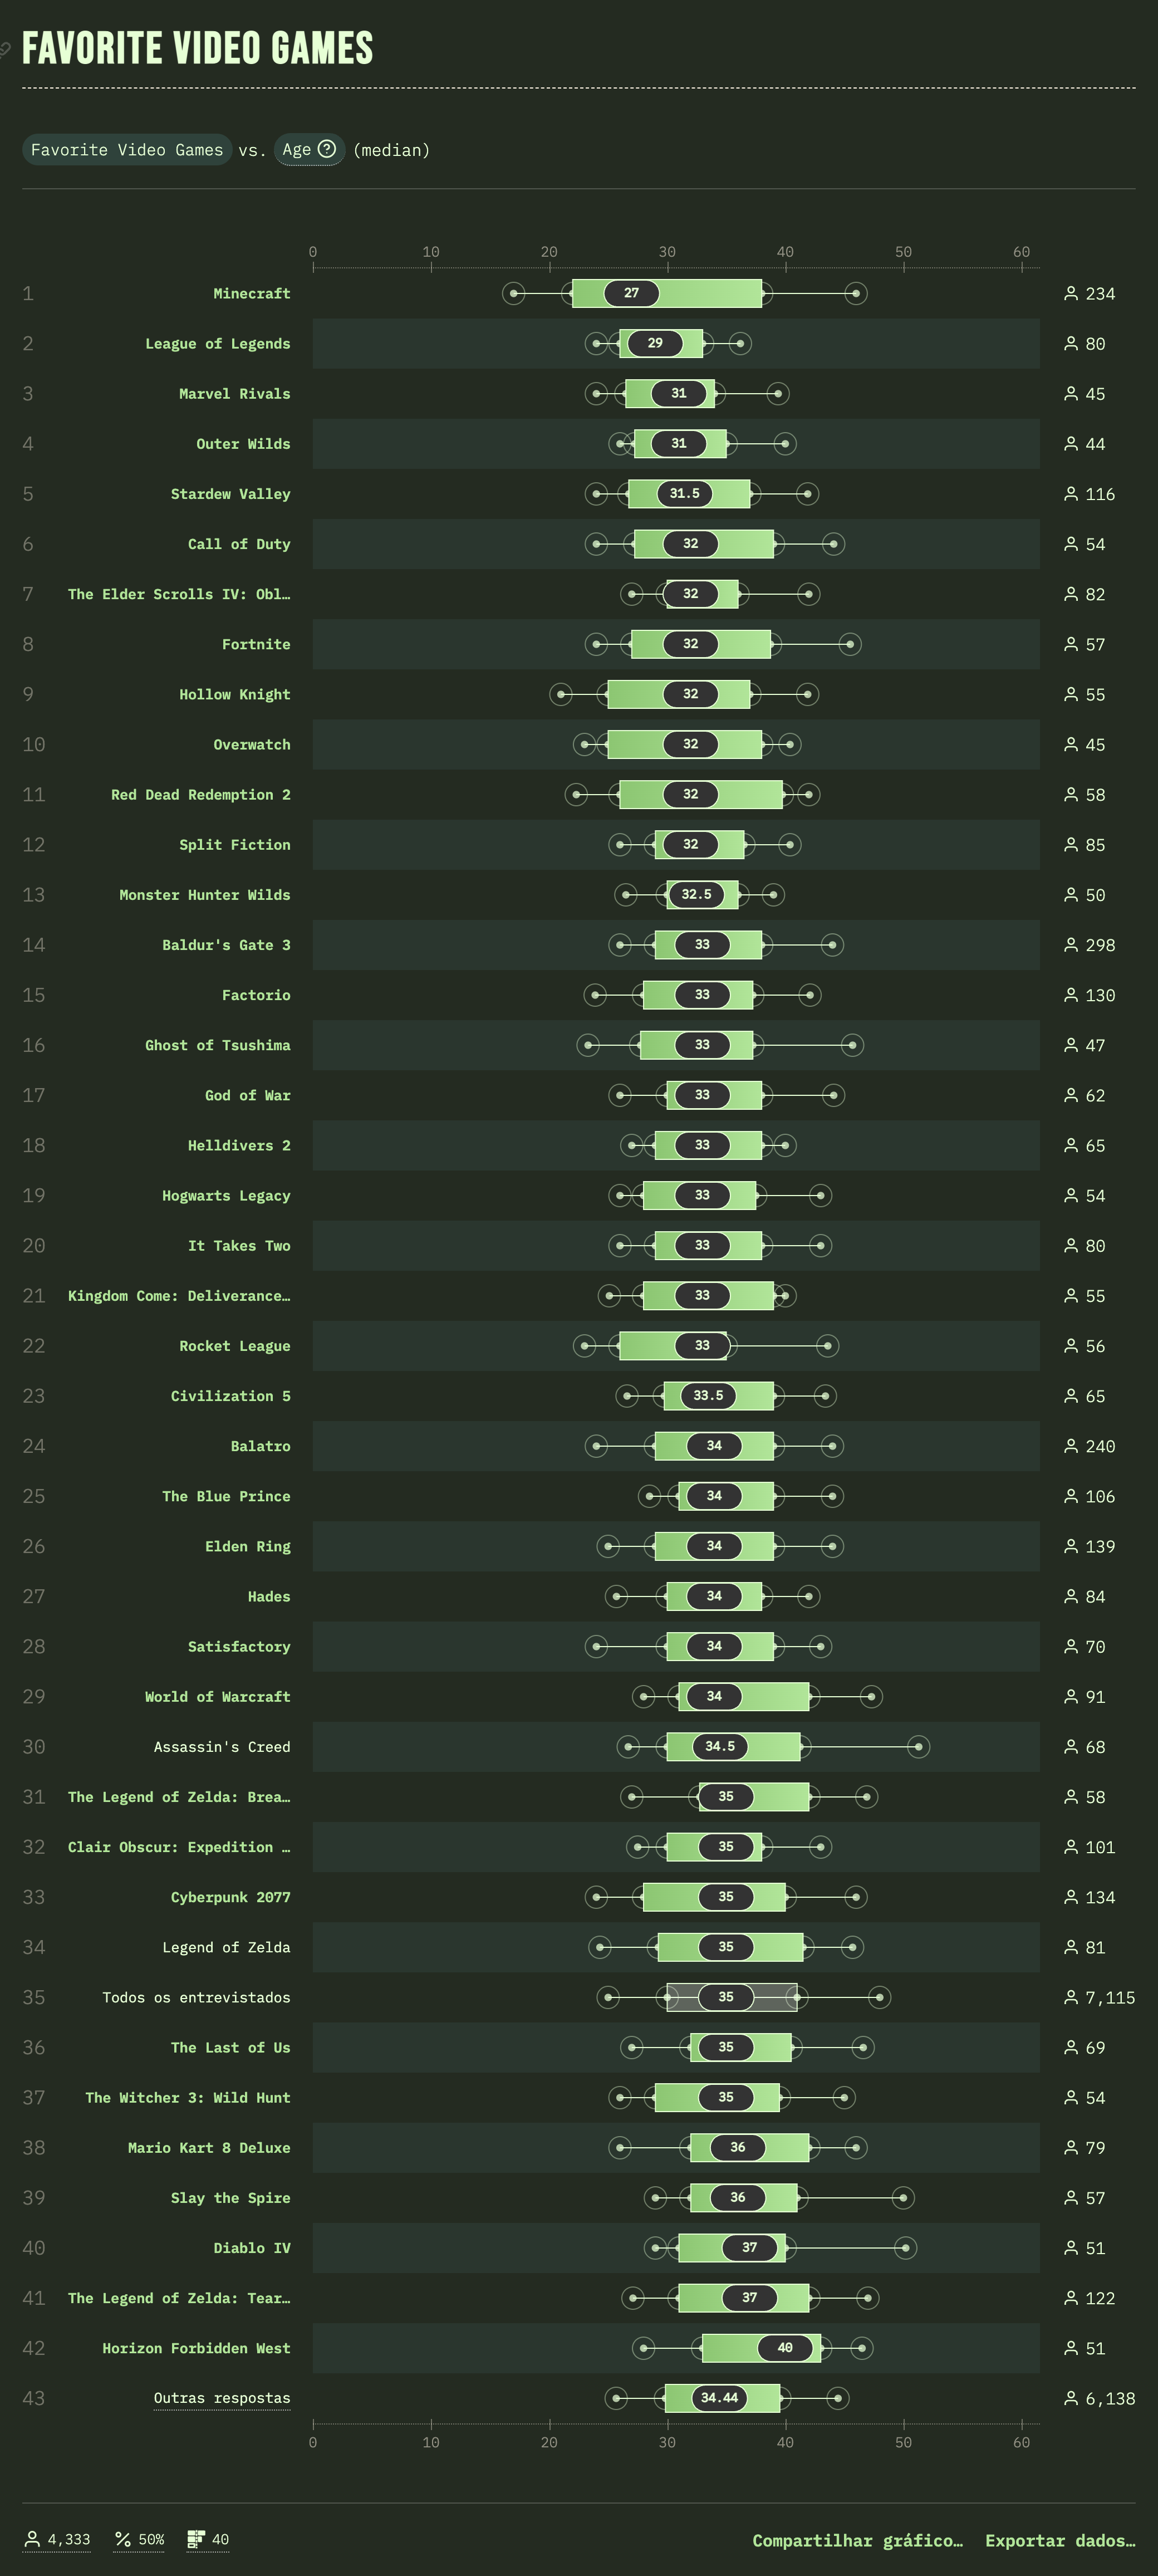 FAVORITE VIDEO GAMES
Favorite Video Games vs. Age ? (median)
0 10 20 30 40 50 60
1 Minecraft 27 234
2 League of Legends 29 80
3 Marvel Rivals 31 45
4 Outer Wilds 31 44
5 Stardew Valley 31.5 116
6 Call of Duty 32 54
7 The Elder Scrolls IV: Obl… 32 82
8 Fortnite 32 57
9 Hollow Knight 32 55
10 Overwatch 32 45
11 Red Dead Redemption 2 32 58
12 Split Fiction 32 85
13 Monster Hunter Wilds 32.5 50
14 Baldur's Gate 3 33 298
15 Factorio 33 130
16 Ghost of Tsushima 33 47
17 God of War 33 62
18 Helldivers 2 33 65
19 Hogwarts Legacy 33 54
20 It Takes Two 33 80
21 Kingdom Come: Deliverance… 33 55
22 Rocket League 33 56
23 Civilization 5 33.5 65
24 Balatro 34 240
25 The Blue Prince 34 106
26 Elden Ring 34 139
27 Hades 34 84
28 Satisfactory 34 70
29 World of Warcraft 34 91
30 Assassin's Creed 34.5 68
31 The Legend of Zelda: Brea… 35 58
32 Clair Obscur: Expedition … 35 101
33 Cyberpunk 2077 35 134
34 Legend of Zelda 35 81
35 Todos os entrevistados 35 7,115
36 The Last of Us 35 69
37 The Witcher 3: Wild Hunt 35 54
38 Mario Kart 8 Deluxe 36 79
39 Slay the Spire 36 57
40 Diablo IV 37 51
41 The Legend of Zelda: Tear… 37 122
42 Horizon Forbidden West 40 51
43 Outras respostas 34.44 6,138
0 10 20 30 40 50 60
4,333 50% 40 Compartilhar gráfico… Exportar dados…